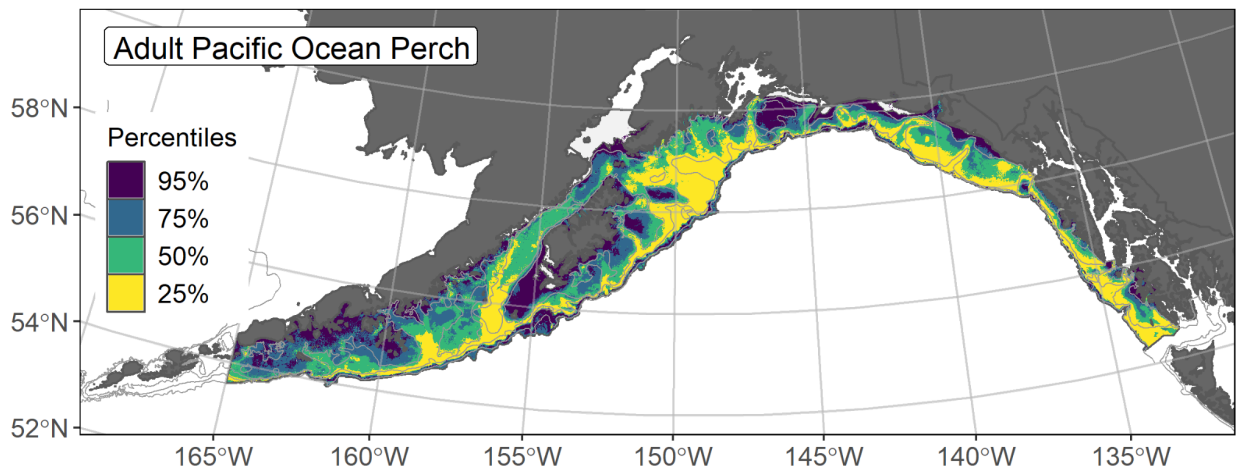 Adult Pacific Ocean Perch
58°N
56°N
54°N
52°N
Percentiles
95%
75%
50%
25%
165°W 160°W 155°W 150°W 145°W 140°W 135°W